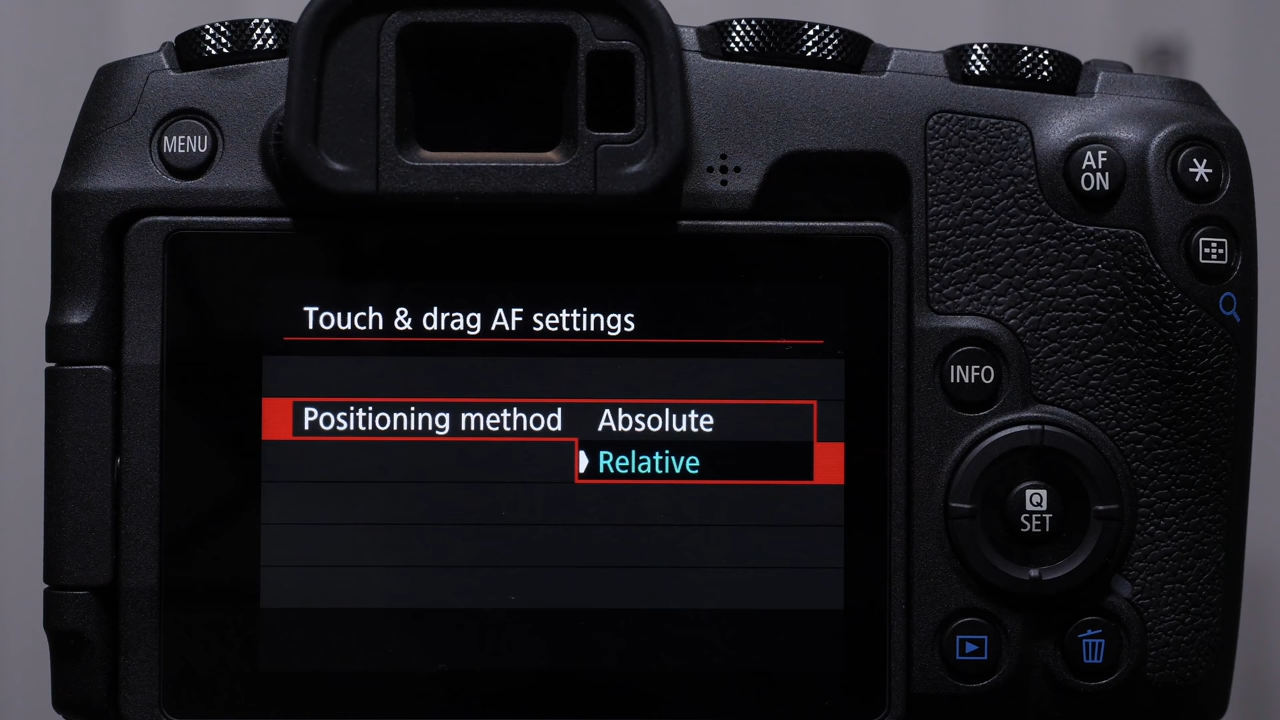 MENU
AF
ON
Touch & drag AF settings
INFO
Positioning method Absolute
Relative
Q
SET